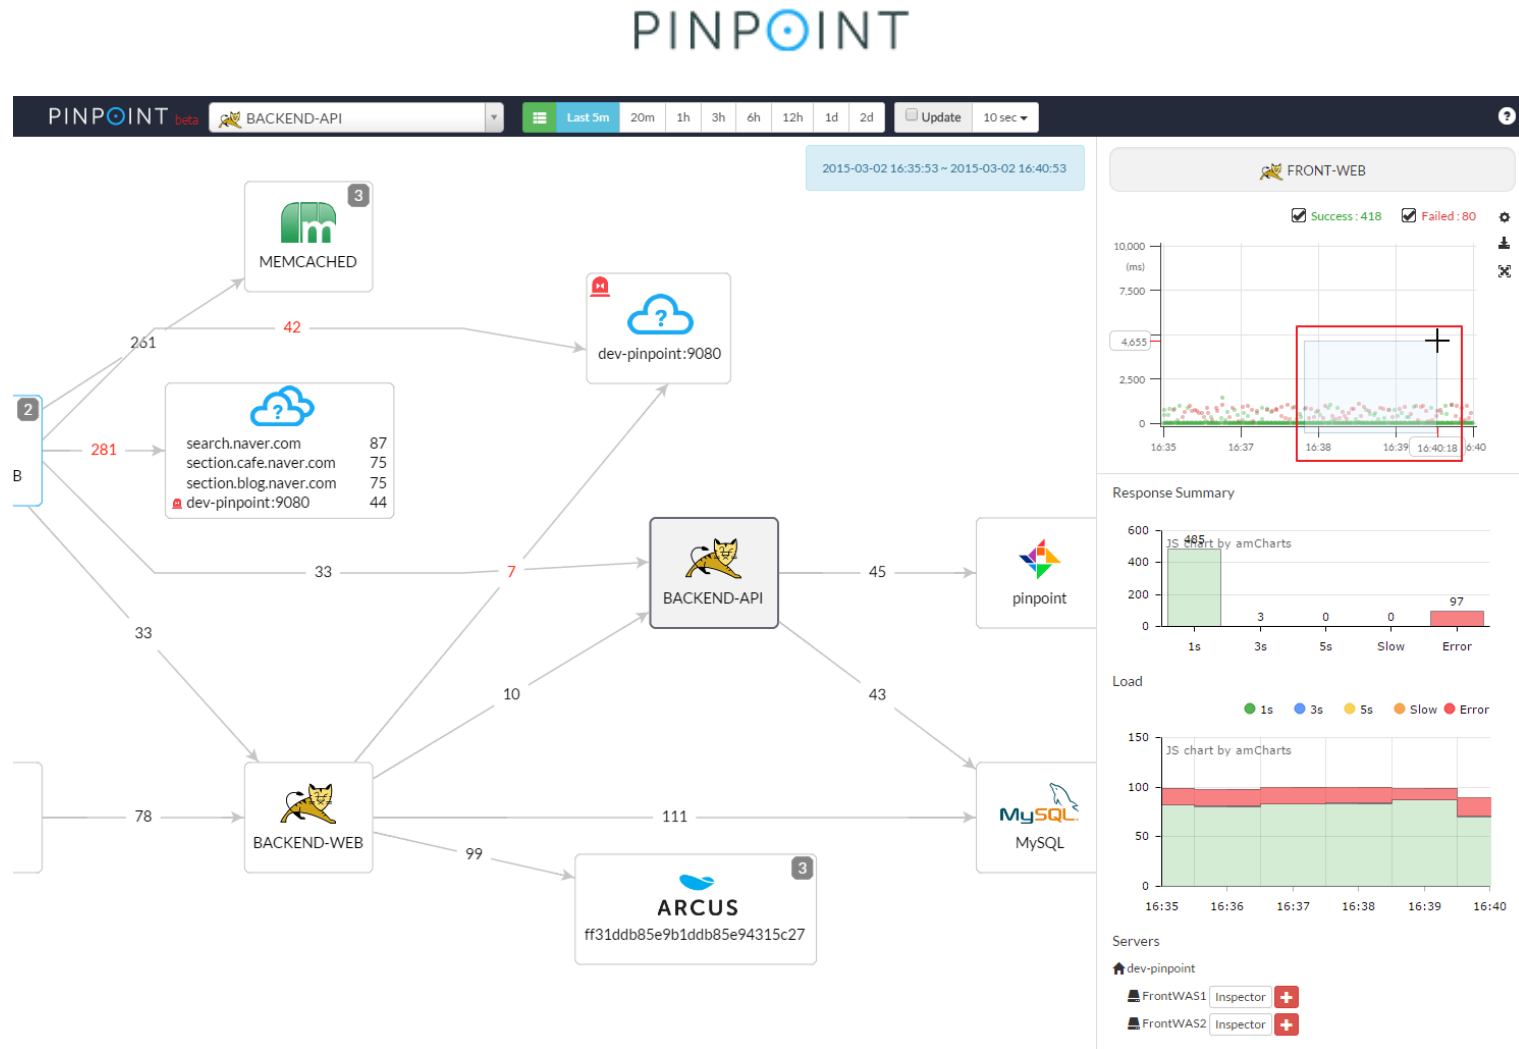 PINPOINT
PINPOINT beta
BACKEND-API
Last 5m 20m 1h 3h 6h 12h 1d 2d
Update 10 sec
?
2015-03-02 16:35:53 ~ 2015-03-02 16:40:53
3
MEMCACHED
261
42
?
dev-pinpoint:9080
2
B
281
?
search.naver.com 87
section.cafe.naver.com 75
section.blog.naver.com 75
dev-pinpoint:9080 44
33
7
BACKEND-API
45
pinpoint
33
10
43
78
BACKEND-WEB
111
MySQL
MySQL
99
3
ARCUS
ff31ddb85e9b1ddb85e94315c27
FRONT-WEB
Success : 418 Failed : 80
10,000
(ms)
7,500
4,655
2,500
0
16:35 16:37 16:38 16:39 16:40:18 6:40
Response Summary
600
400
200
0
JS chart by amCharts
485
3
0
0
97
1s 3s 5s Slow Error
Load
1s 3s 5s Slow Error
150
100
50
0
JS chart by amCharts
16:35 16:36 16:37 16:38 16:39 16:40
Servers
dev-pinpoint
FrontWAS1 Inspector
FrontWAS2 Inspector